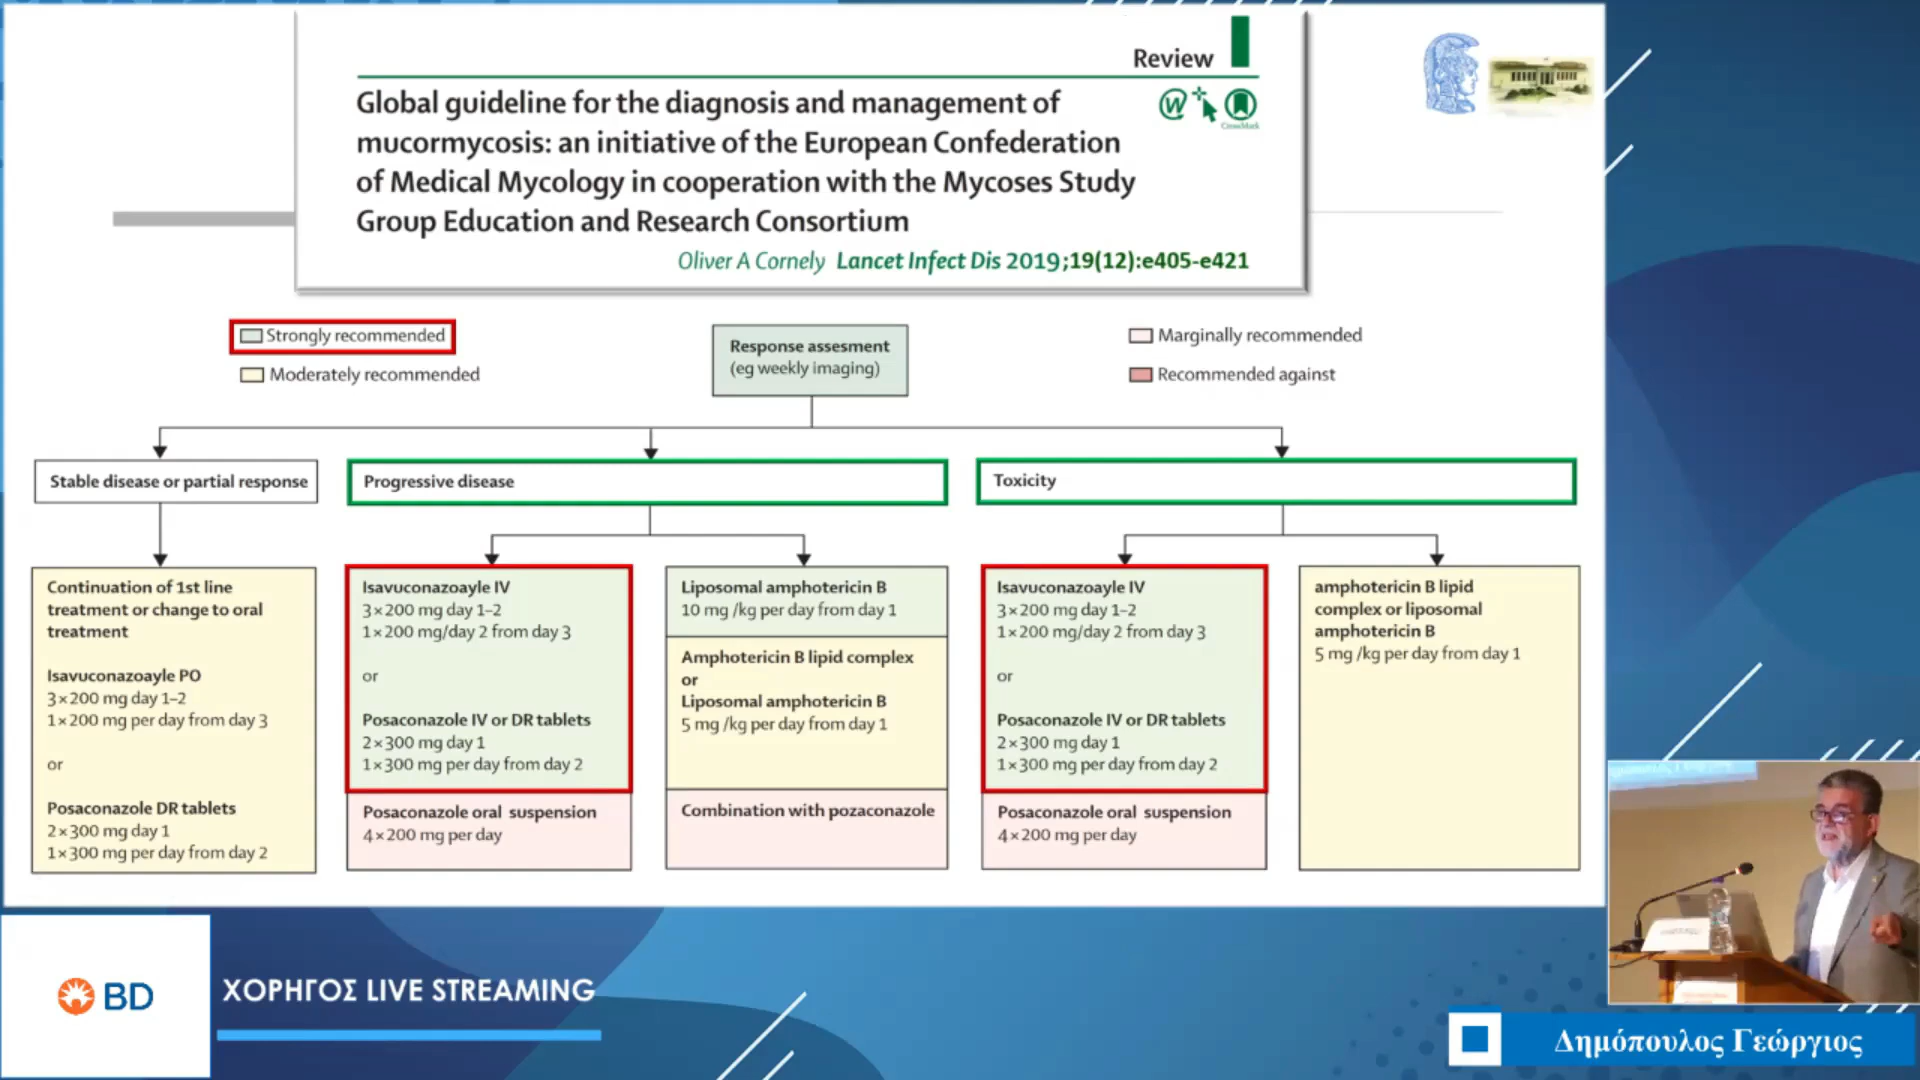 Review
Global guideline for the diagnosis and management of
mucormycosis: an initiative of the European Confederation
of Medical Mycology in cooperation with the Mycoses Study
Group Education and Research Consortium
CrossMark
Oliver A Cornely Lancet Infect Dis 2019;19(12):e405-e421
Strongly recommended
Moderately recommended
Response assesment
(eg weekly imaging)
Marginally recommended
Recommended against
Stable disease or partial response
Progressive disease
Toxicity
Continuation of 1st line
treatment or change to oral
treatment
Isavuconazoayle PO
3×200 mg day 1–2
1×200 mg per day from day 3
or
Posaconazole DR tablets
2×300 mg day 1
1×300 mg per day from day 2
Isavuconazoayle IV
3×200 mg day 1–2
1×200 mg/day 2 from day 3
or
Posaconazole IV or DR tablets
2×300 mg day 1
1×300 mg per day from day 2
Posaconazole oral suspension
4×200 mg per day
Liposomal amphotericin B
10 mg /kg per day from day 1
Amphotericin B lipid complex
or
Liposomal amphotericin B
5 mg /kg per day from day 1
Combination with pozaconazole
Isavuconazoayle IV
3×200 mg day 1–2
1×200 mg/day 2 from day 3
or
Posaconazole IV or DR tablets
2×300 mg day 1
1×300 mg per day from day 2
Posaconazole oral suspension
4×200 mg per day
amphotericin B lipid
complex or liposomal
amphotericin B
5 mg /kg per day from day 1
BD
ΧΟΡΗΓΟΣ LIVE STREAMING
Δημόπουλος Γεώργιος